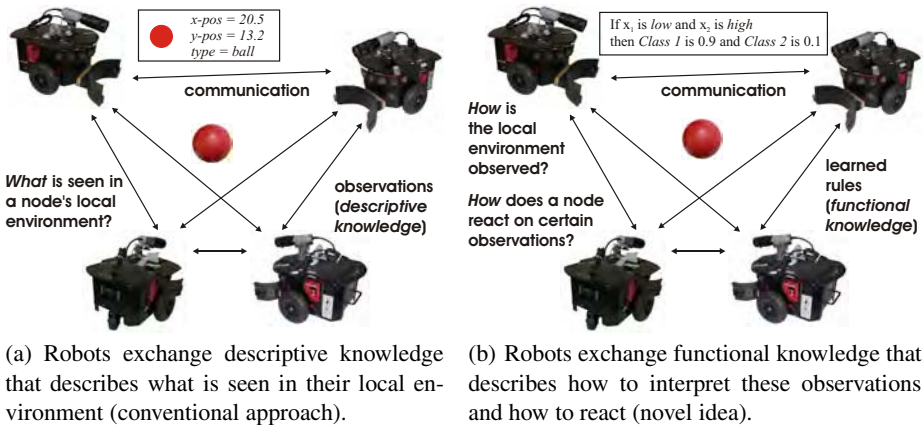 x-pos = 20.5
y-pos = 13.2
type = ball
communication
What is seen in
a node's local
environment?
observations
(descriptive
knowledge)
(a) Robots exchange descriptive knowledge
that describes what is seen in their local en-
vironment (conventional approach).
If x₁ is low and x₂ is high
then Class 1 is 0.9 and Class 2 is 0.1
communication
How is
the local
environment
observed?
How does a node
react on certain
observations?
learned
rules
(functional
knowledge)
(b) Robots exchange functional knowledge that
describes how to interpret these observations
and how to react (novel idea).